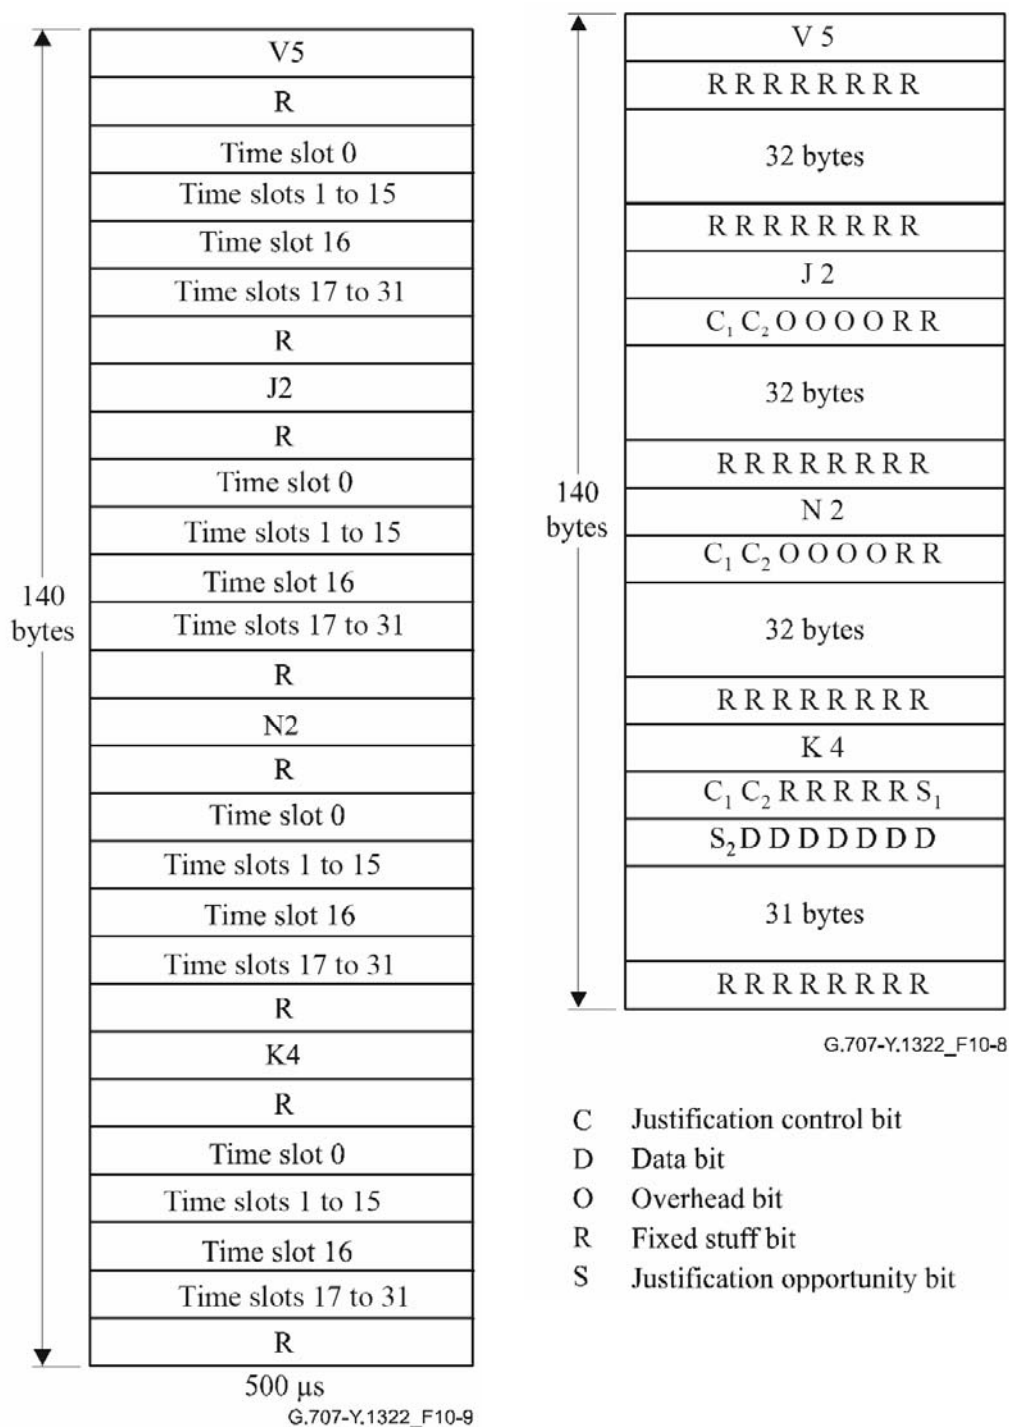 V5
R
Time slot 0
Time slots 1 to 15
Time slot 16
Time slots 17 to 31
R
J2
R
Time slot 0
Time slots 1 to 15
Time slot 16
Time slots 17 to 31
R
N2
R
Time slot 0
Time slots 1 to 15
Time slot 16
Time slots 17 to 31
R
K4
R
Time slot 0
Time slots 1 to 15
Time slot 16
Time slots 17 to 31
R
140
bytes
500 µs
G.707-Y.1322_F10-9
V 5
R R R R R R R R
32 bytes
R R R R R R R R
J 2
C₁ C₂ O O O O R R
32 bytes
R R R R R R R R
N 2
C₁ C₂ O O O O R R
32 bytes
R R R R R R R R
K 4
C₁ C₂ R R R R R S₁
S₂ D D D D D D D
31 bytes
R R R R R R R R
140
bytes
G.707-Y.1322_F10-8
C Justification control bit
D Data bit
O Overhead bit
R Fixed stuff bit
S Justification opportunity bit